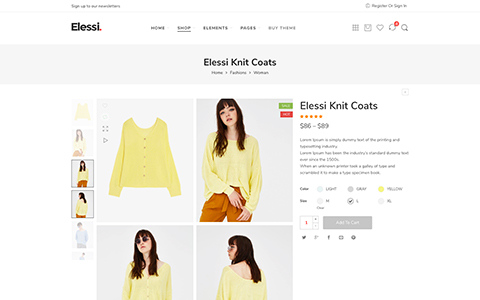 Sign up to our newsletters
Register Or Sign In
Elessi.
HOME
SHOP
ELEMENTS
PAGES
BUY THEME
Elessi Knit Coats
Home > Fashions > Woman
SALE
HOT
Elessi Knit Coats
$86 – $89
Lorem Ipsum is simply dummy text of the printing and
typesetting industry.
Lorem Ipsum has been the industry's standard dummy text
ever since the 1500s.
When an unknown printer took a galley of type and
scrambled it to make a type specimen book.
Color LIGHT GRAY YELLOW
Size M L XL
Clear
1 Add To Cart